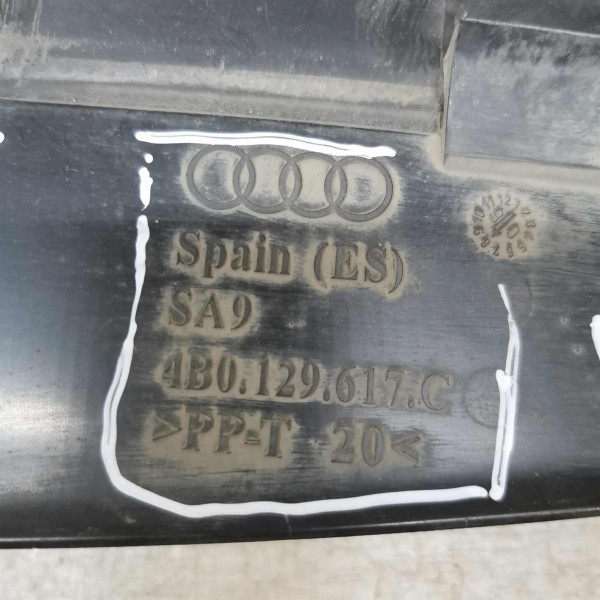 Spain (ES)
SA9
4B0.129.617.C
>PP-T 20<